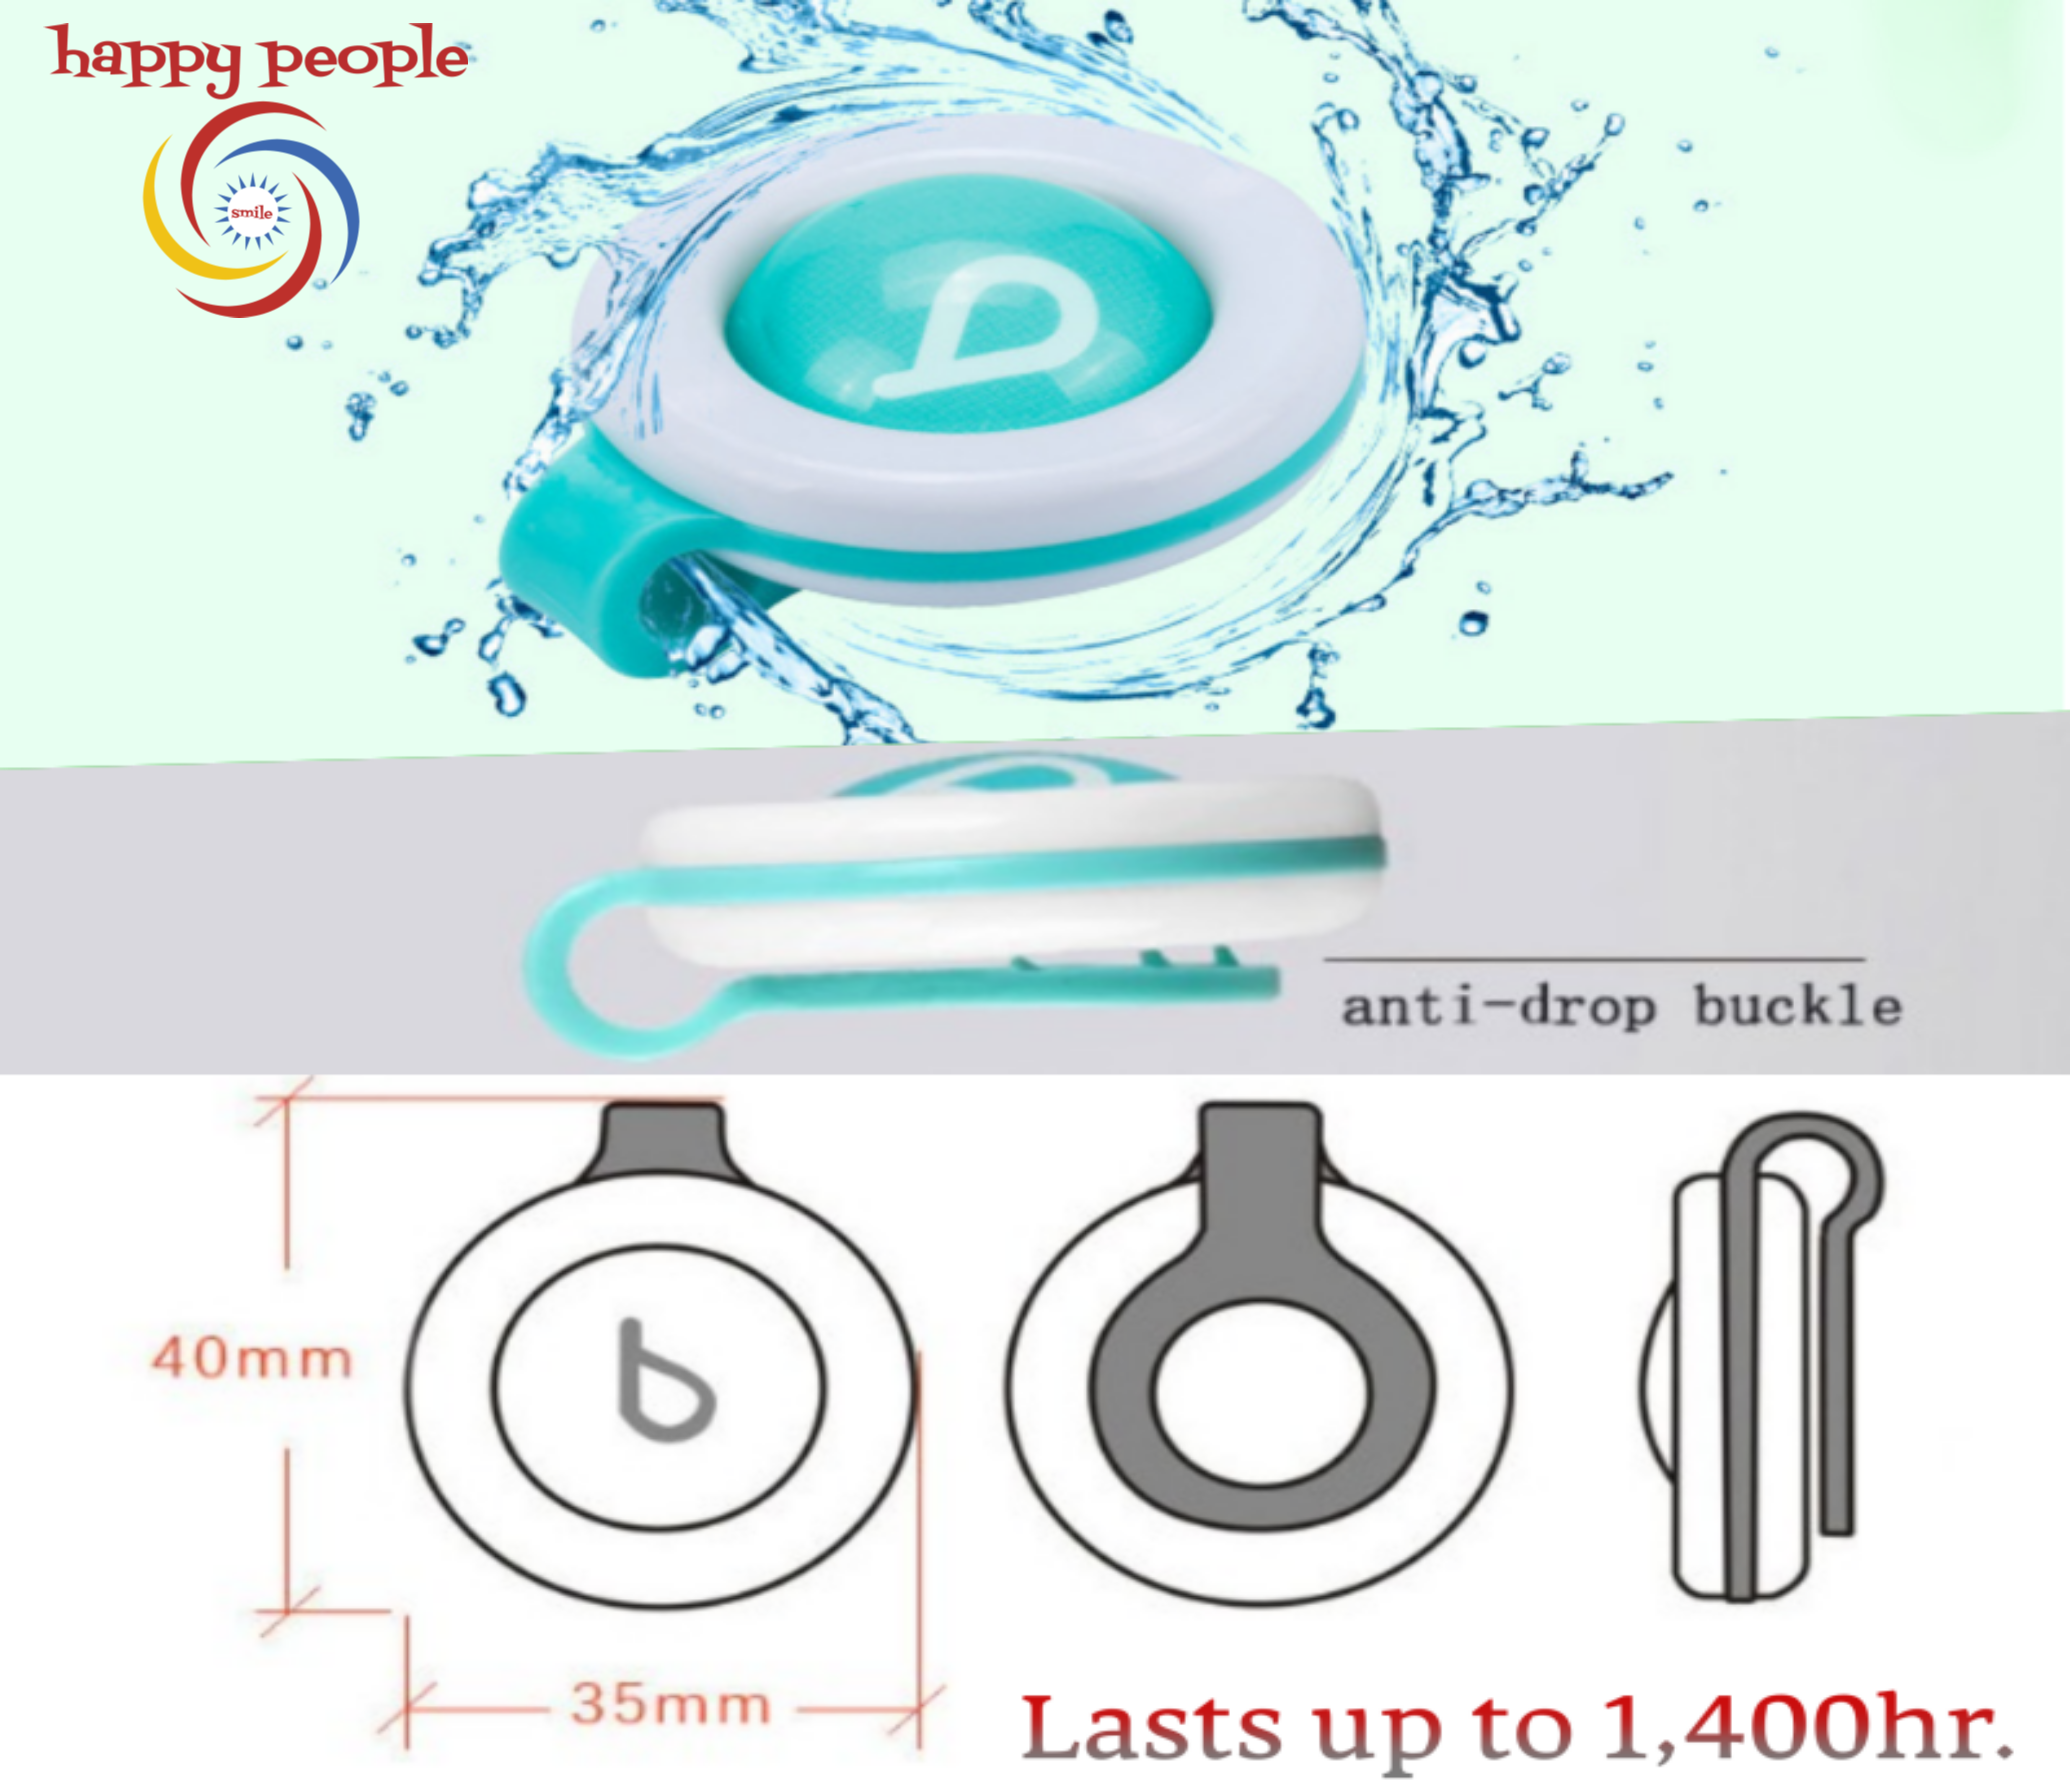 happy people
smile
b
anti-drop buckle
b
40mm
35mm
Lasts up to 1,400hr.